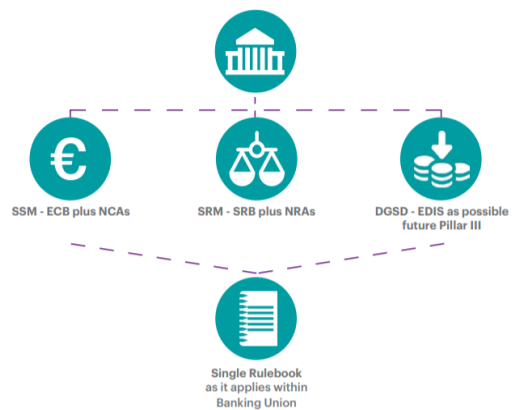 €
SSM - ECB plus NCAs
SRM - SRB plus NRAs
DGSD - EDIS as possible
future Pillar III
Single Rulebook
as it applies within
Banking Union